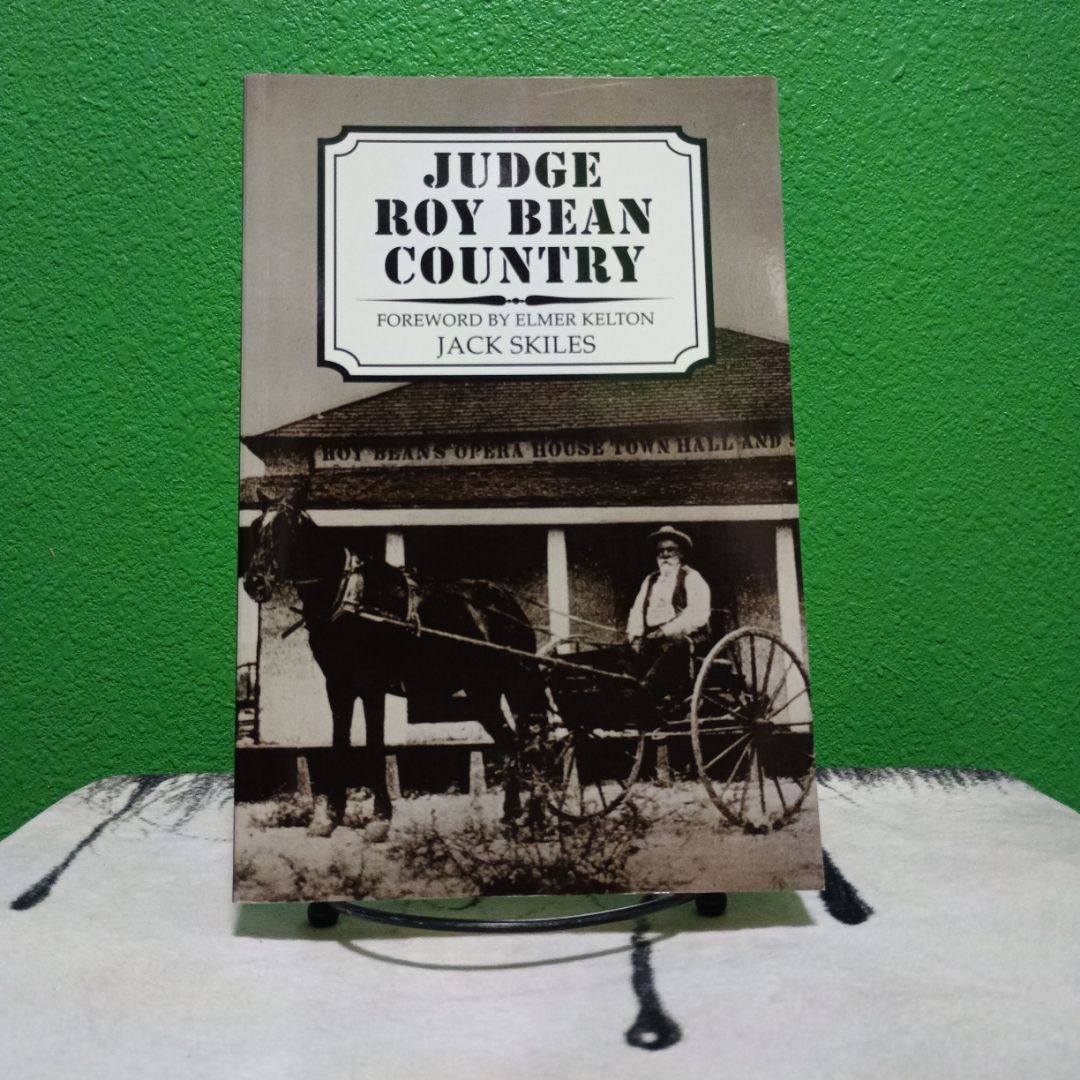 JUDGE
ROY BEAN
COUNTRY
FOREWORD BY ELMER KELTON
JACK SKILES
ROY BEAN'S OPERA HOUSE TOWN HALL AND